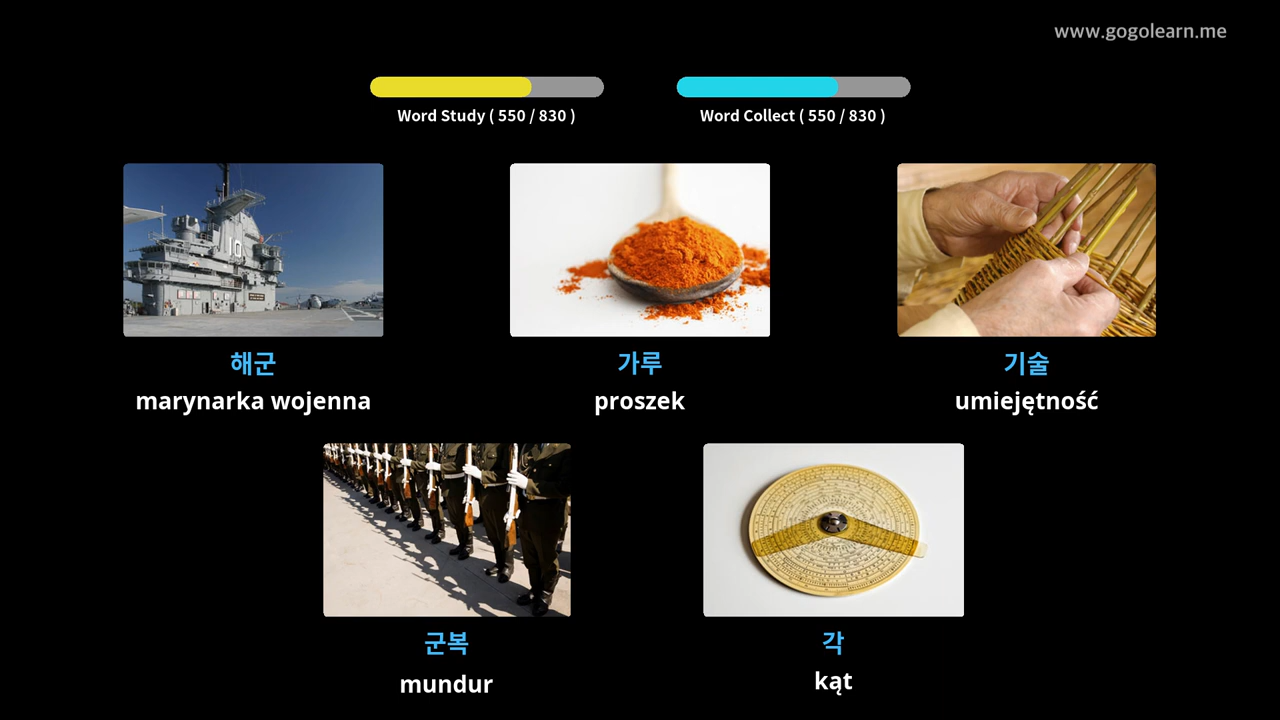 www.gogolearn.me
Word Study ( 550 / 830 )
Word Collect ( 550 / 830 )
10
해군
marynarka wojenna
가루
proszek
기술
umiejętność
군복
mundur
각
kąt